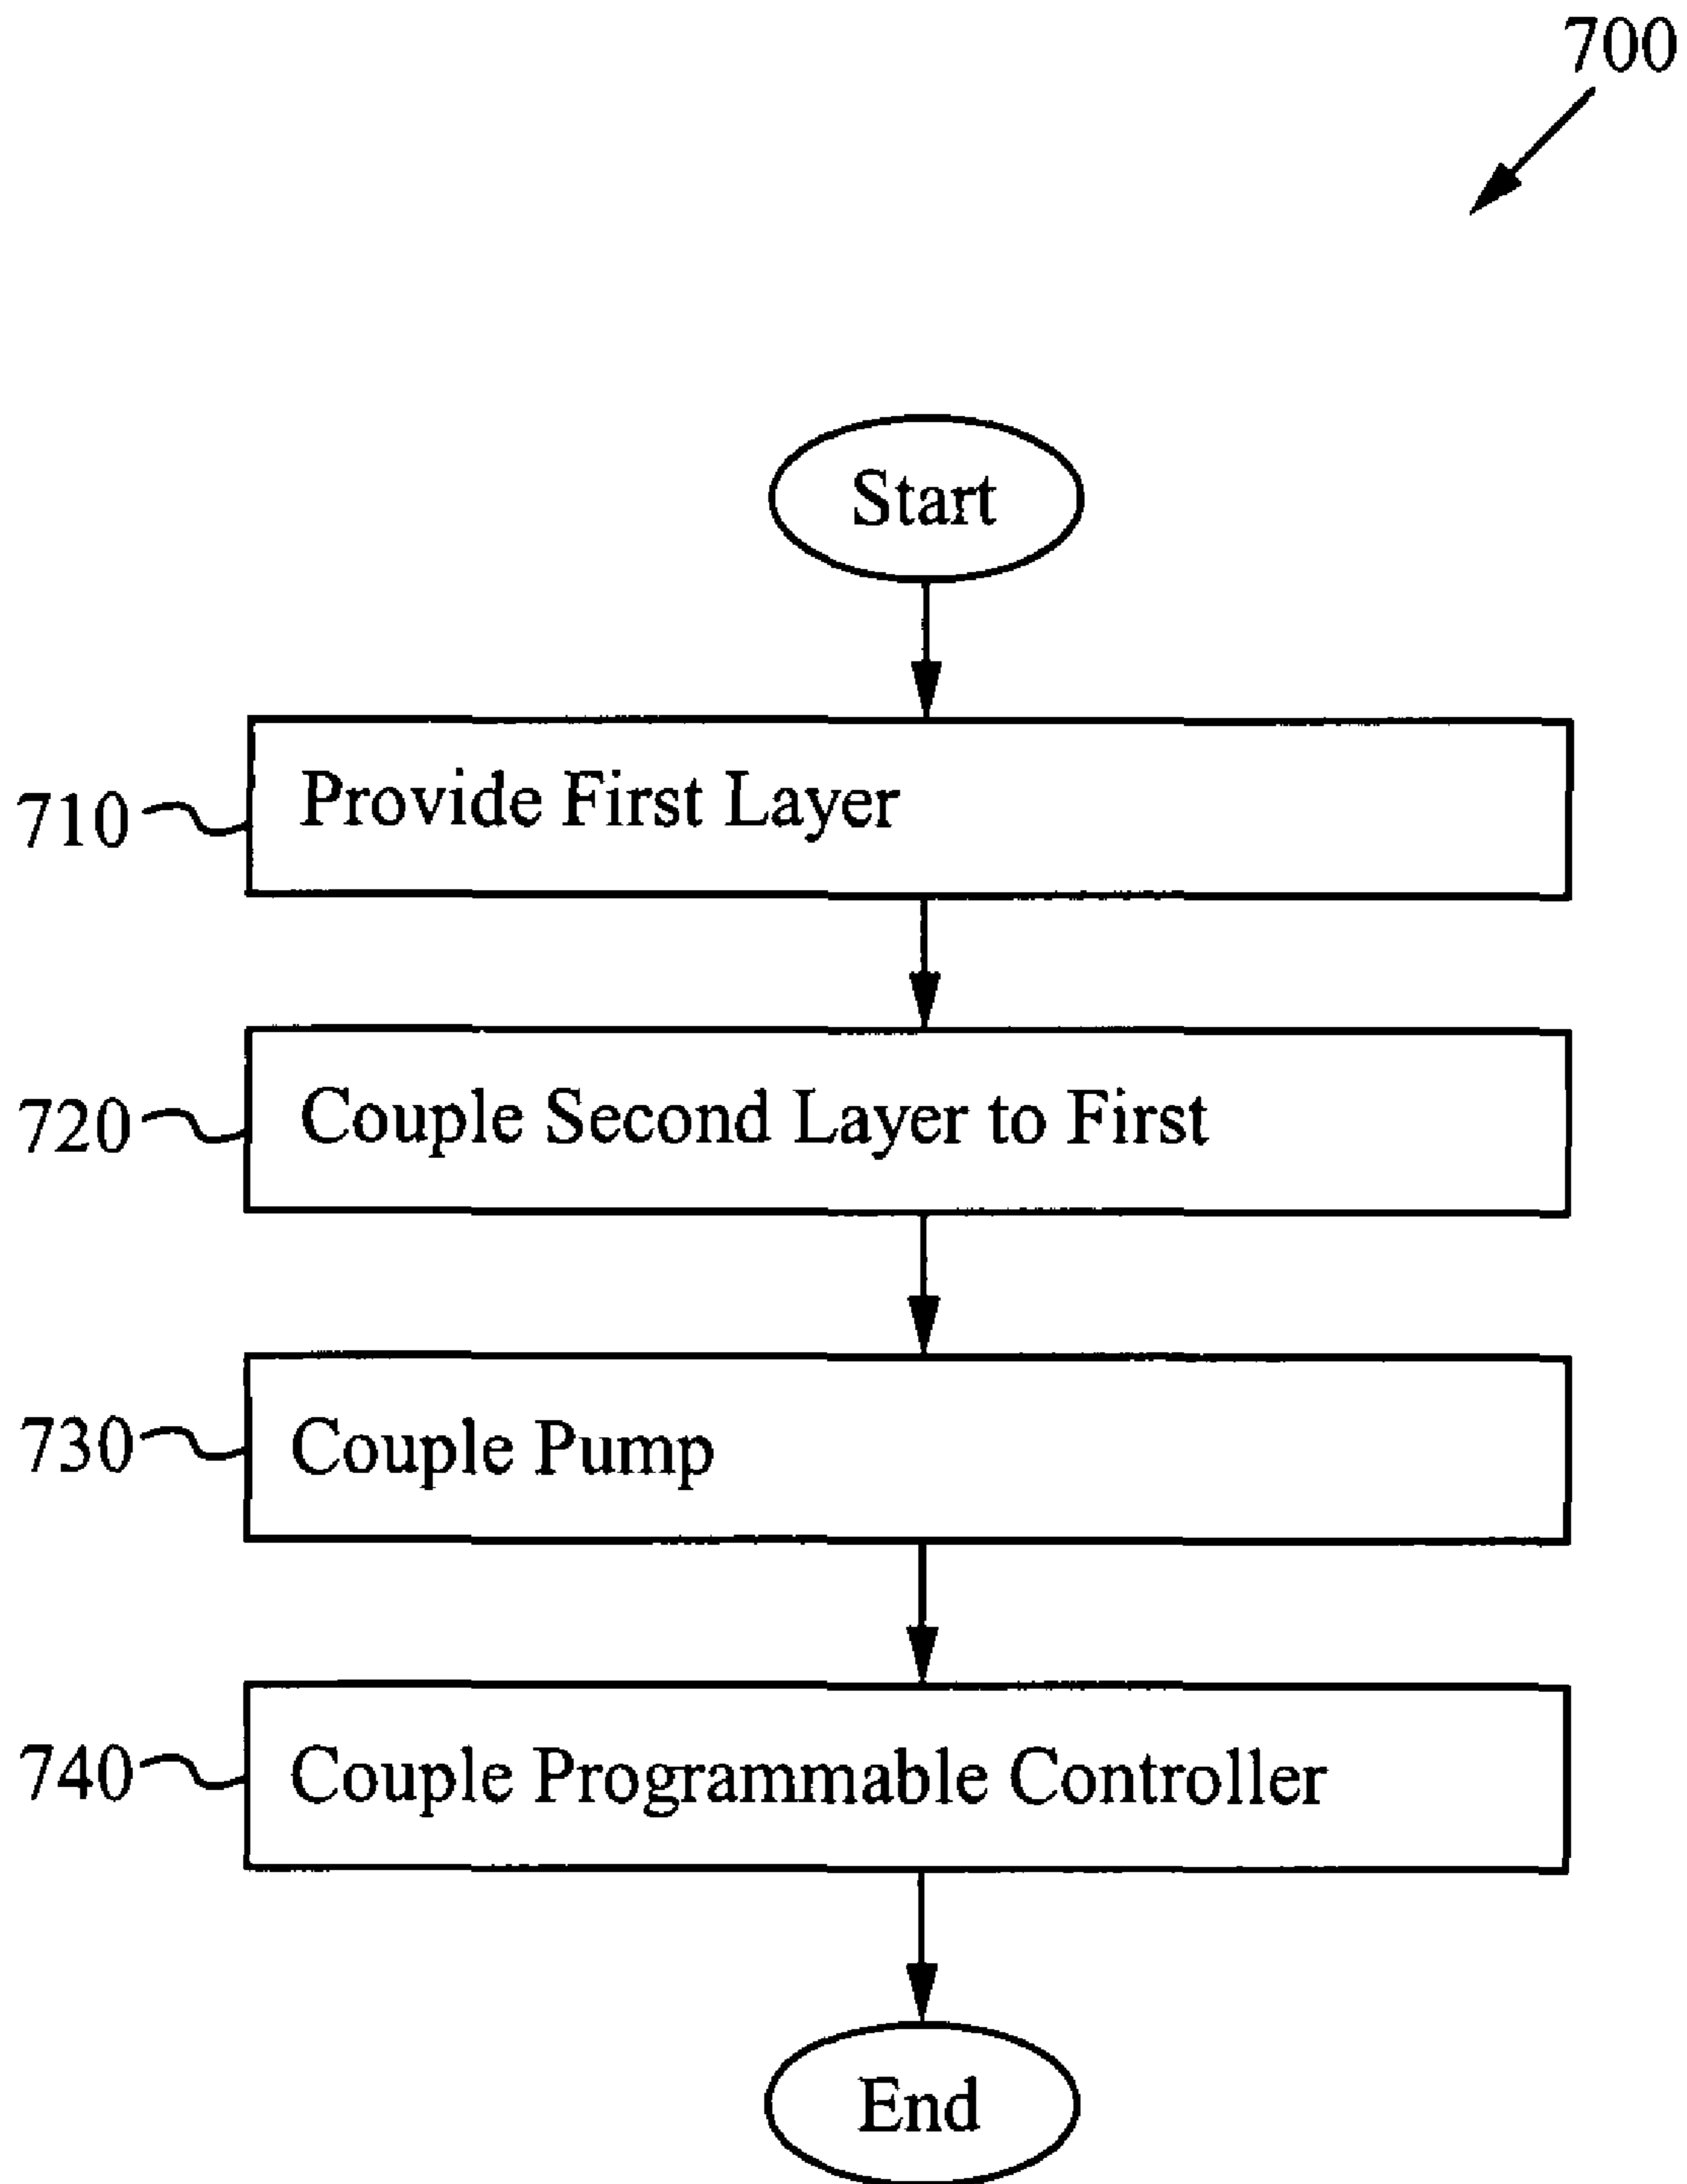 700
Start
710 Provide First Layer
720 Couple Second Layer to First
730 Couple Pump
740 Couple Programmable Controller
End